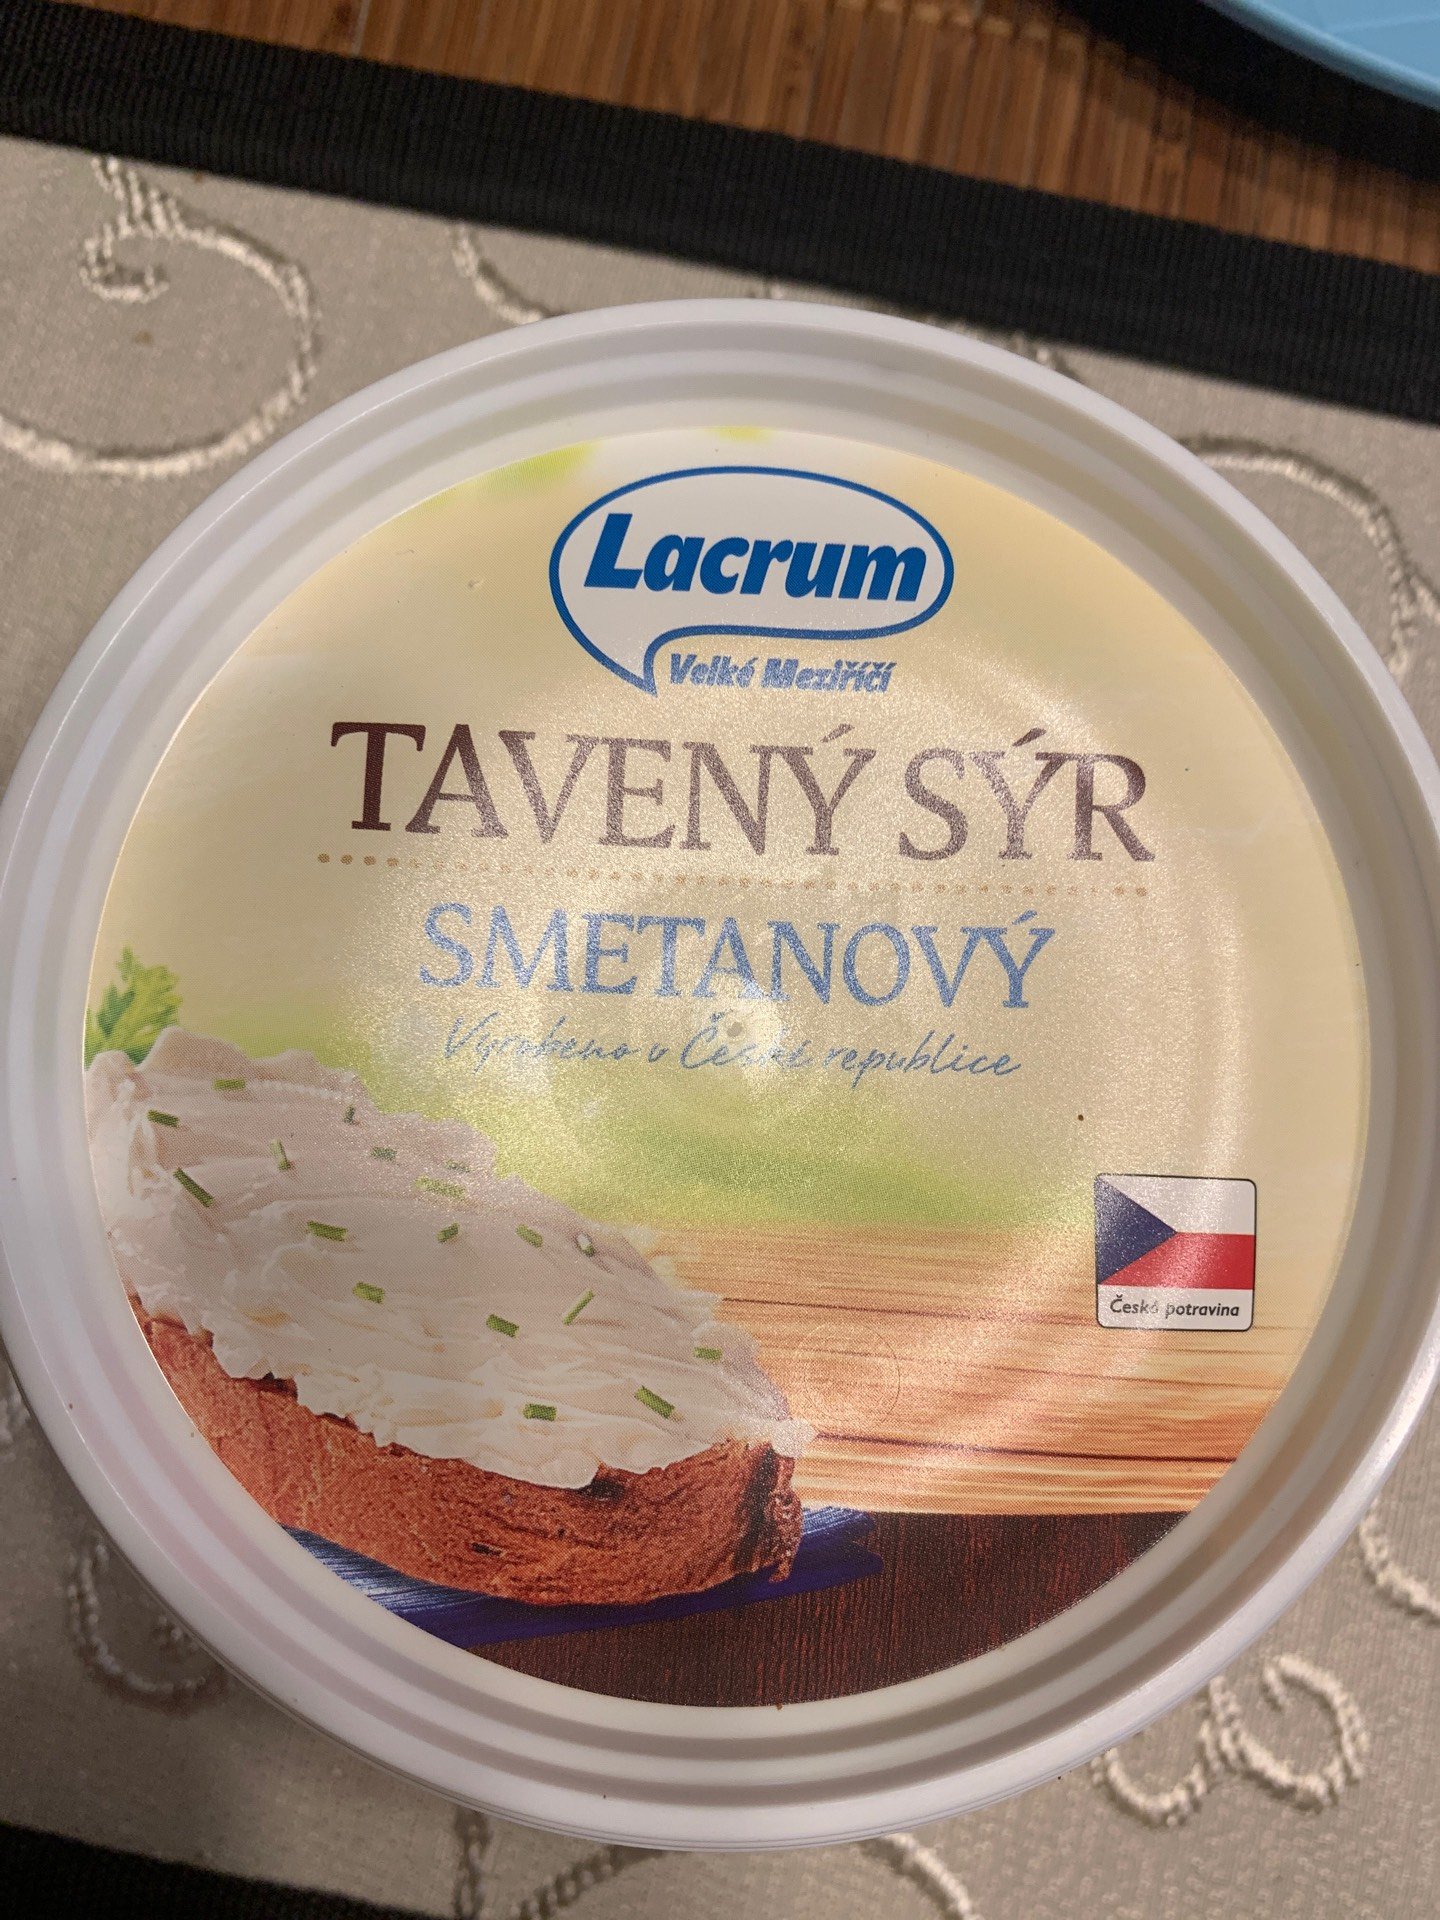 Lacrum
Velké Meziříčí
TAVENÝ SÝR
SMETANOVÝ
Vyrobeno v České republice
Česká potravina